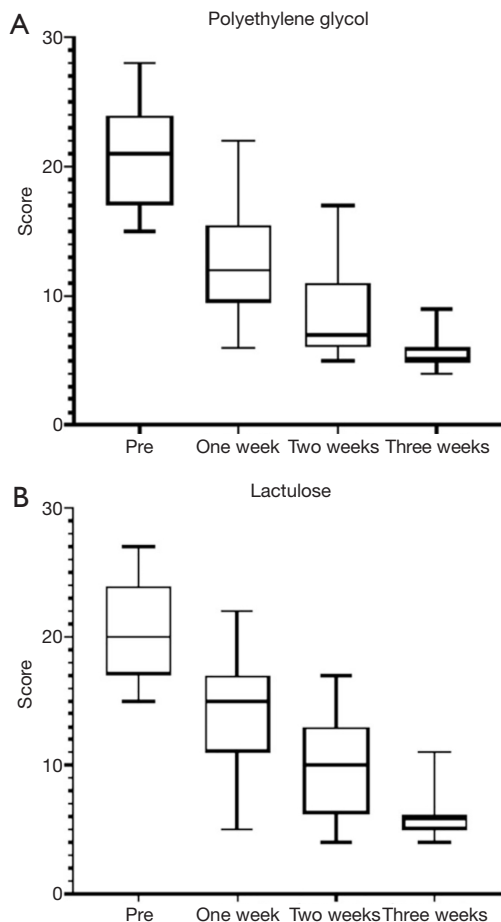 A
Polyethylene glycol
30
20
10
0
Score
Pre One week Two weeks Three weeks
B
Lactulose
30
20
10
0
Score
Pre One week Two weeks Three weeks